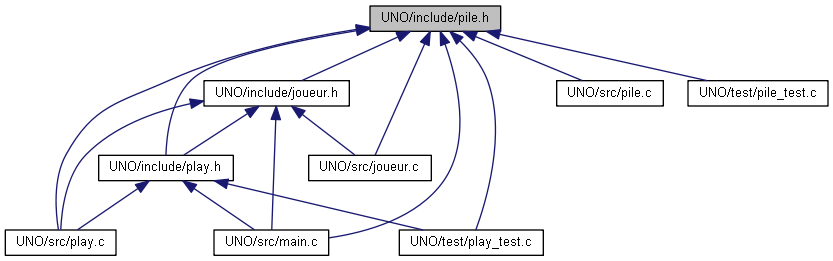 UNO/include/pile.h
UNO/include/joueur.h
UNO/src/pile.c
UNO/test/pile_test.c
UNO/include/play.h
UNO/src/joueur.c
UNO/src/play.c
UNO/src/main.c
UNO/test/play_test.c